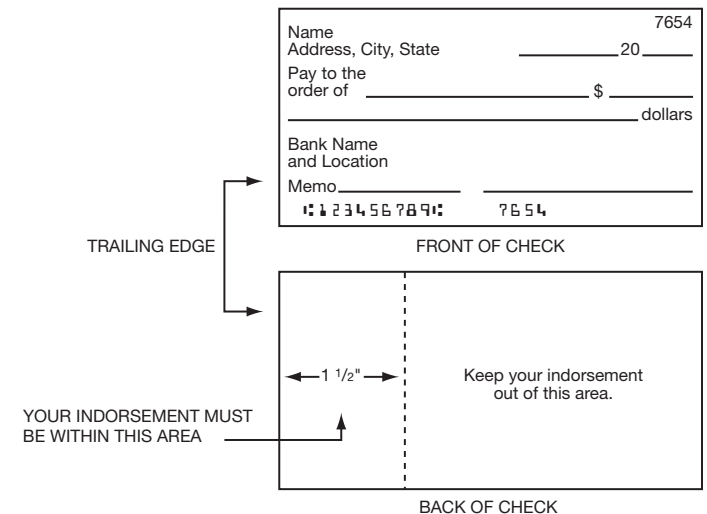 7654
Name
Address, City, State 20
Pay to the
order of $
dollars
Bank Name
and Location
Memo
⑆123456789⑆ 7654
TRAILING EDGE
FRONT OF CHECK
1 1/2"
Keep your indorsement
out of this area.
YOUR INDORSEMENT MUST
BE WITHIN THIS AREA
BACK OF CHECK